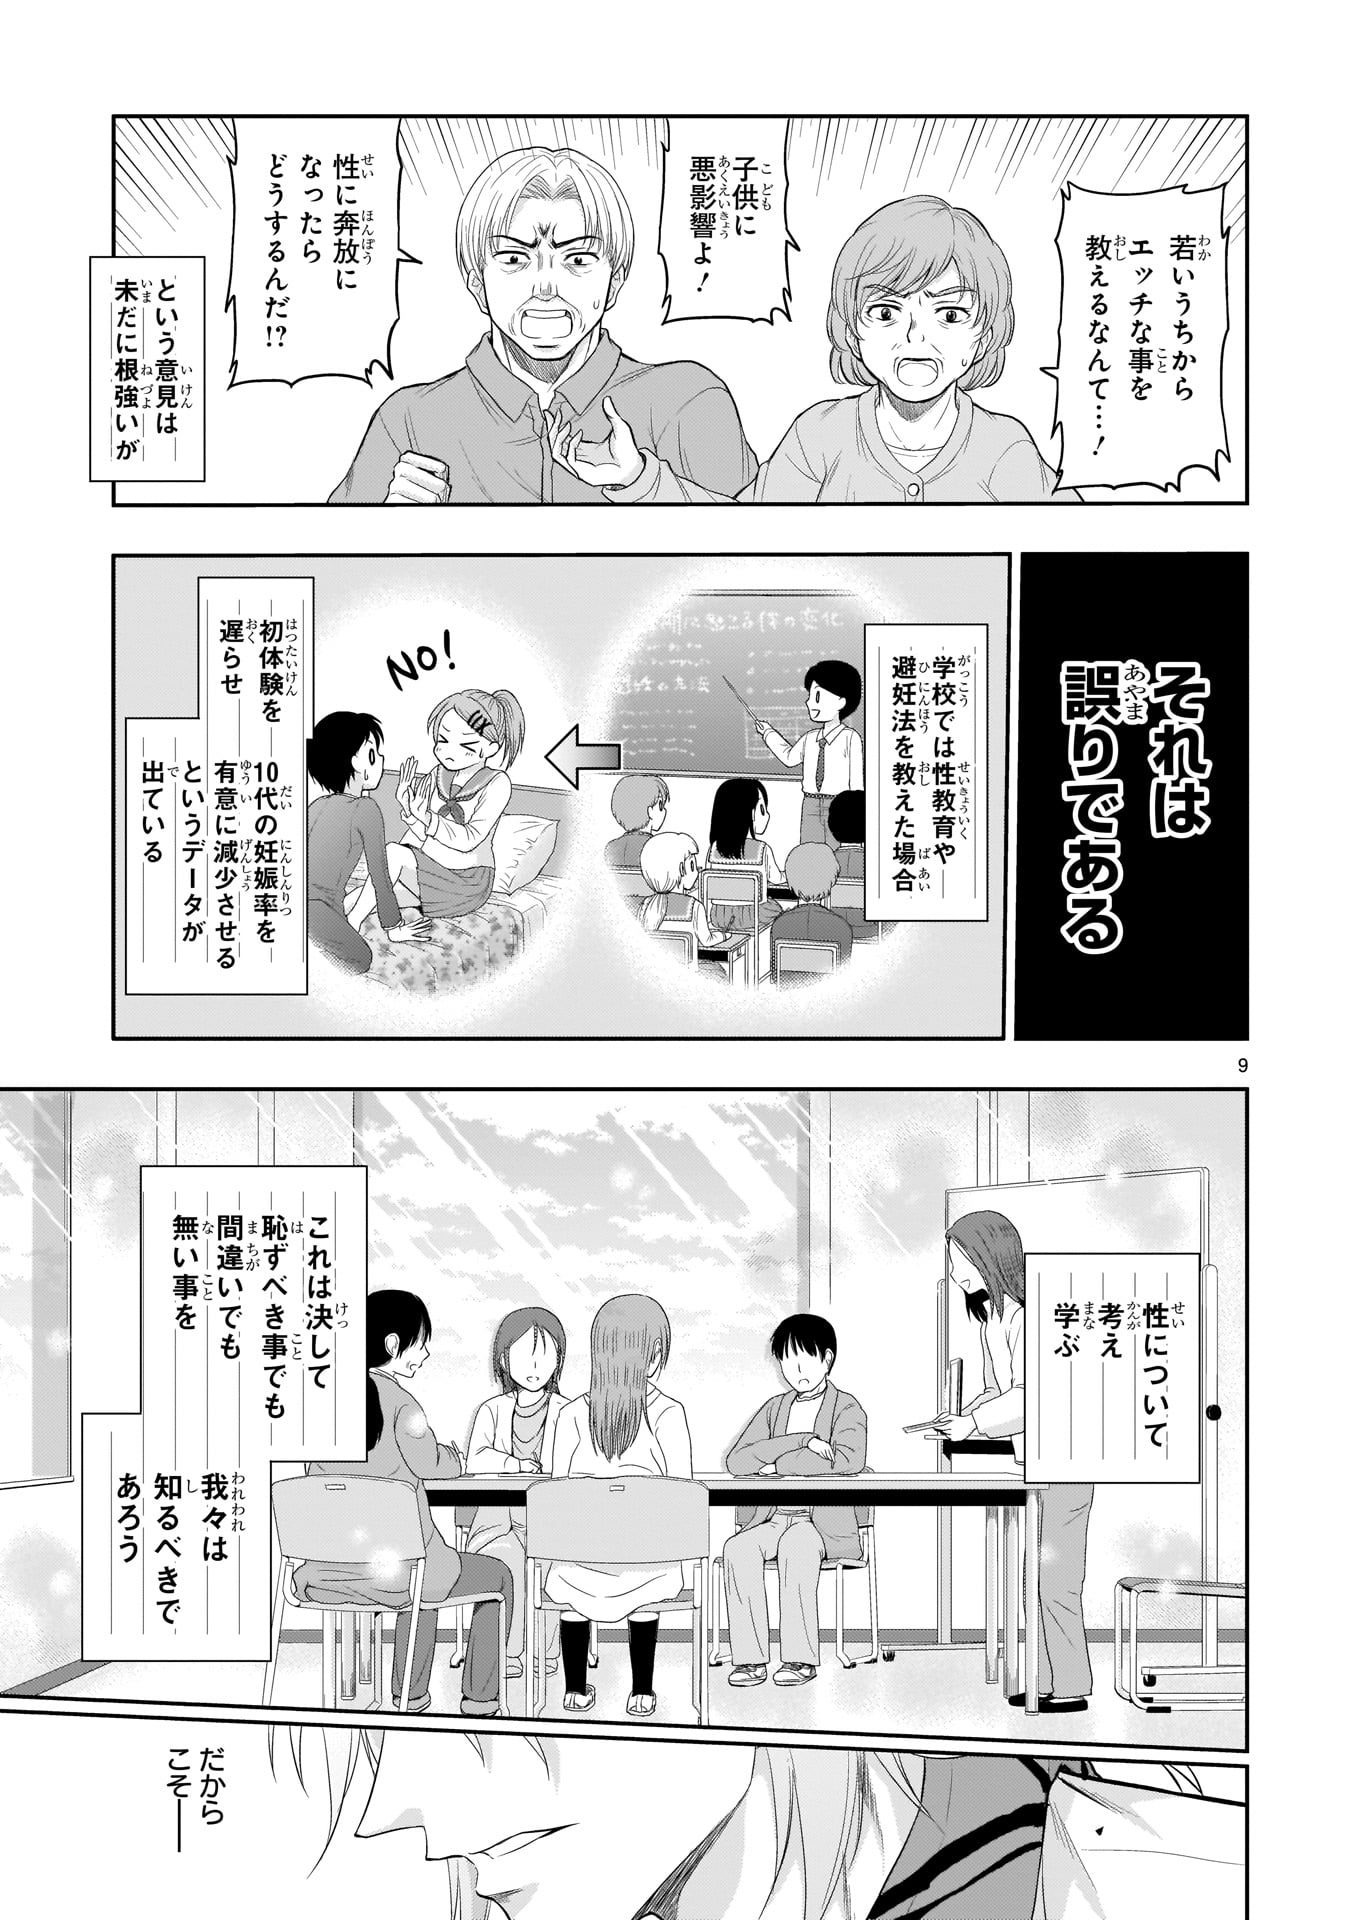 若いうちから
エッチな事を
教えるなんて…！
子供に
悪影響よ！
性に奔放に
なったら
どうするんだ!?
という意見は
未だに根強いが
それは
誤りである
学校では性教育や
避妊法を教えた場合
NO!
初体験を
遅らせ
10代の妊娠率を
有意に減少させる
というデータが
出ている
9
性について
考え
学ぶ
これは決して
恥ずべき事でも
間違いでも
無い事を
我々は
知るべきで
あろう
だから
こそ──